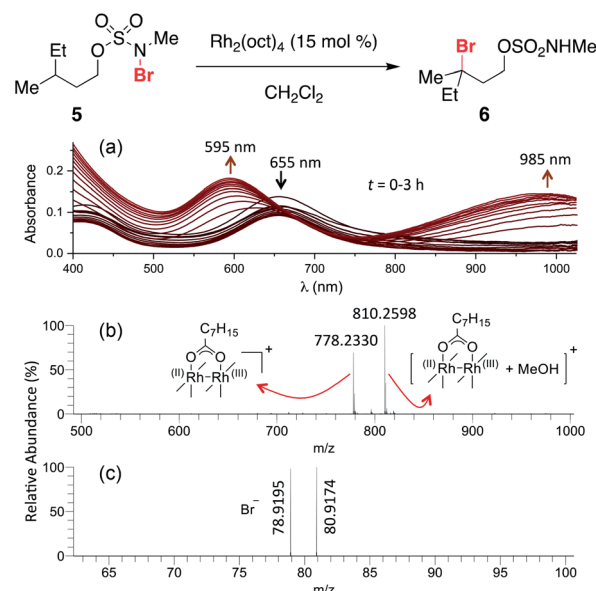 Et
O
O
O
S
N
Me
Br
Me
5
Rh₂(oct)₄ (15 mol %)
CH₂Cl₂
Br
OSO₂NHMe
Me
Et
6
(a)
595 nm
655 nm
985 nm
t = 0-3 h
Absorbance
0.2
0.1
0.0
400 500 600 700 800 900 1000
λ (nm)
Relative Abundance (%)
(b)
810.2598
778.2330
C₇H₁₅
O O
(II) Rh–Rh (III)
+
C₇H₁₅
O O
(II) Rh–Rh (III) + MeOH
+
100
50
0
500 600 700 800 900 1000
m/z
(c)
Br⁻
78.9195
80.9174
100
50
0
65 70 75 80 85 90 95 100
m/z